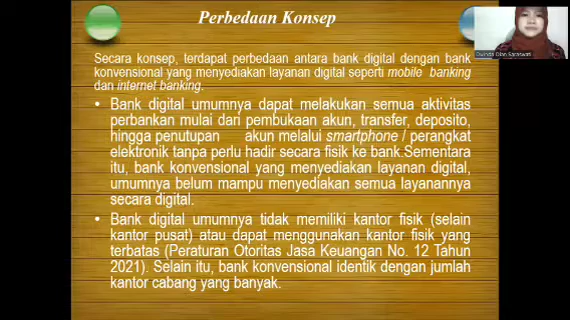 Perbedaan Konsep
Secara konsep, terdapat perbedaan antara bank digital dengan bank
konvensional yang menyediakan layanan digital seperti mobile banking
dan internet banking.
• Bank digital umumnya dapat melakukan semua aktivitas
perbankan mulai dari pembukaan akun, transfer, deposito,
hingga penutupan akun melalui smartphone / perangkat
elektronik tanpa perlu hadir secara fisik ke bank.Sementara
itu, bank konvensional yang menyediakan layanan digital,
umumnya belum mampu menyediakan semua layanannya
secara digital.
• Bank digital umumnya tidak memiliki kantor fisik (selain
kantor pusat) atau dapat menggunakan kantor fisik yang
terbatas (Peraturan Otoritas Jasa Keuangan No. 12 Tahun
2021). Selain itu, bank konvensional identik dengan jumlah
kantor cabang yang banyak.
Dian Saraswati